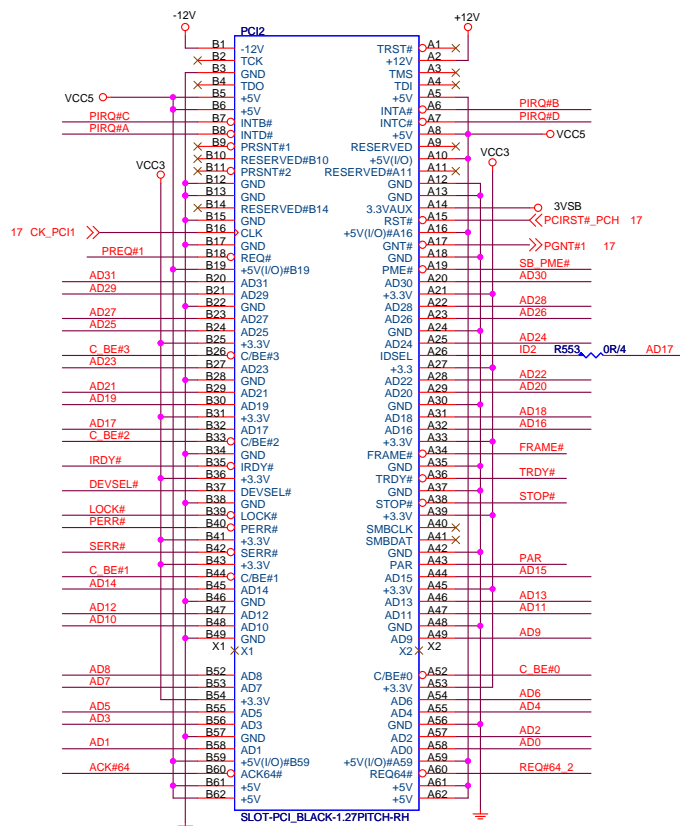 -12V +12V
PCI2
B1 -12V TRST# A1
B2 TCK +12V A2
B3 GND TMS A3
B4 TDO TDI A4
VCC5 B5 +5V +5V A5
B6 +5V INTA# A6 PIRQ#B
PIRQ#C B7 INTB# INTC# A7 PIRQ#D
PIRQ#A B8 INTD# +5V A8 VCC5
B9 PRSNT#1 RESERVED A9
B10 RESERVED#B10 +5V(I/O) A10
VCC3 B11 PRSNT#2 RESERVED#A11 A11 VCC3
B12 GND GND A12
B13 GND GND A13
B14 RESERVED#B14 3.3VAUX A14 3VSB
B15 GND RST# A15 PCIRST#_PCH 17
17 CK_PCI1 B16 CLK +5V(I/O)#A16 A16
B17 GND GNT# A17 PGNT#1 17
PREQ#1 B18 REQ# GND A18
B19 +5V(I/O)#B19 PME# A19 SB_PME#
AD31 B20 AD31 AD30 A20 AD30
AD29 B21 AD29 +3.3V A21
B22 GND AD28 A22 AD28
AD27 B23 AD27 AD26 A23 AD26
AD25 B24 AD25 GND A24
B25 +3.3V AD24 A25 AD24
C_BE#3 B26 C/BE#3 IDSEL A26 ID2 R553 0R/4 AD17
AD23 B27 AD23 +3.3 A27
B28 GND AD22 A28 AD22
AD21 B29 AD21 AD20 A29 AD20
AD19 B30 AD19 GND A30
B31 +3.3V AD18 A31 AD18
AD17 B32 AD17 AD16 A32 AD16
C_BE#2 B33 C/BE#2 +3.3V A33
B34 GND FRAME# A34 FRAME#
IRDY# B35 IRDY# GND A35
B36 +3.3V TRDY# A36 TRDY#
DEVSEL# B37 DEVSEL# GND A37
B38 GND STOP# A38 STOP#
LOCK# B39 LOCK# +3.3V A39
PERR# B40 PERR# SMBCLK A40
B41 +3.3V SMBDAT A41
SERR# B42 SERR# GND A42
B43 +3.3V PAR A43 PAR
C_BE#1 B44 C/BE#1 AD15 A44 AD15
AD14 B45 AD14 +3.3V A45
B46 GND AD13 A46 AD13
AD12 B47 AD12 AD11 A47 AD11
AD10 B48 AD10 GND A48
B49 GND AD9 A49 AD9
X1 X1 X2 X2
AD8 B52 AD8 C/BE#0 A52 C_BE#0
AD7 B53 AD7 +3.3V A53
B54 +3.3V AD6 A54 AD6
AD5 B55 AD5 AD4 A55 AD4
AD3 B56 AD3 GND A56
B57 GND AD2 A57 AD2
AD1 B58 AD1 AD0 A58 AD0
B59 +5V(I/O)#B59 +5V(I/O)#A59 A59
ACK#64 B60 ACK64# REQ64# A60 REQ#64_2
B61 +5V +5V A61
B62 +5V +5V A62
SLOT-PCI_BLACK-1.27PITCH-RH